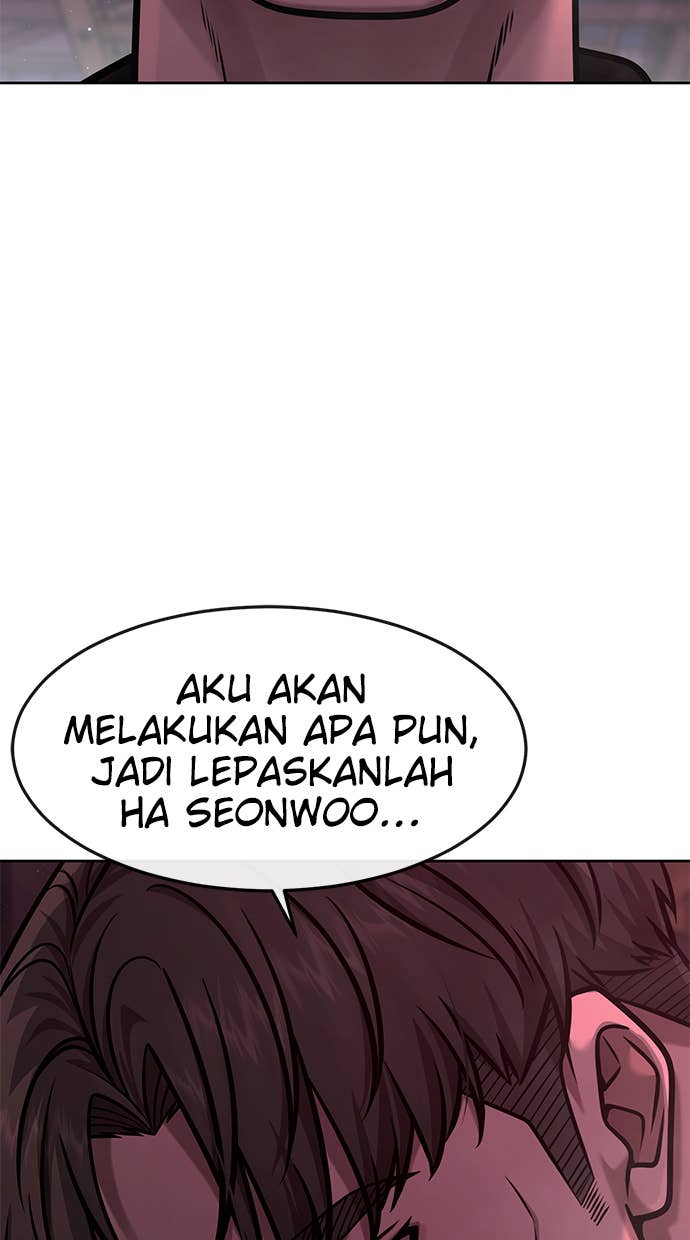 AKU AKAN
MELAKUKAN APA PUN,
JADI LEPASKANLAH
HA SEONWOO...